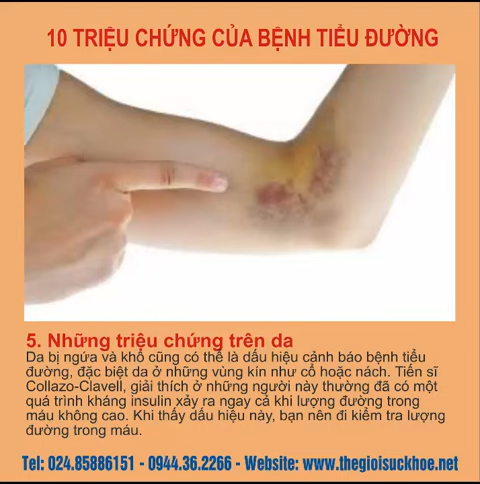 10 TRIỆU CHỨNG CỦA BỆNH TIỂU ĐƯỜNG
5. Những triệu chứng trên da
Da bị ngứa và khô cũng có thể là dấu hiệu cảnh báo bệnh tiểu
đường, đặc biệt da ở những vùng kín như cổ hoặc nách. Tiến sĩ
Collazo-Clavell, giải thích ở những người này thường đã có một
quá trình kháng insulin xảy ra ngay cả khi lượng đường trong
máu không cao. Khi thấy dấu hiệu này, bạn nên đi kiểm tra lượng
đường trong máu.
Tel: 024.85886151 - 0944.36.2266 - Website: www.thegioisuckhoe.net